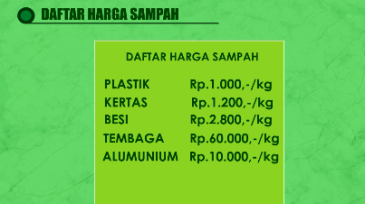 DAFTAR HARGA SAMPAH
DAFTAR HARGA SAMPAH
PLASTIK Rp.1.000,-/kg
KERTAS Rp.1.200,-/kg
BESI Rp.2.800,-/kg
TEMBAGA Rp.60.000,-/kg
ALUMUNIUM Rp.10.000,-/kg